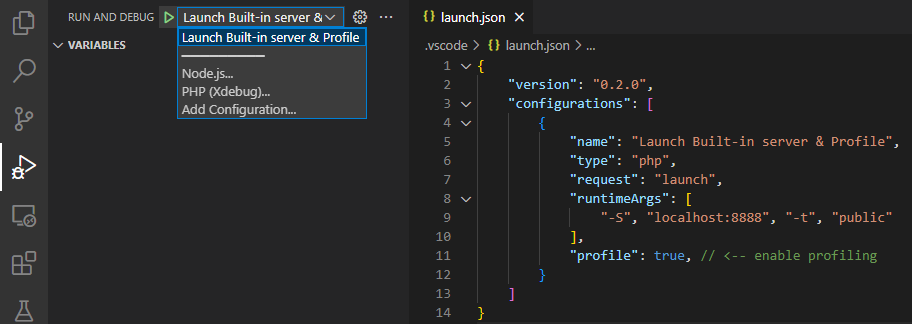 RUN AND DEBUG
Launch Built-in server &
Launch Built-in server & Profile
Node.js...
PHP (Xdebug)...
Add Configuration...
VARIABLES
launch.json
.vscode > {} launch.json > ...
1 {
2 "version": "0.2.0",
3 "configurations": [
4 {
5 "name": "Launch Built-in server & Profile",
6 "type": "php",
7 "request": "launch",
8 "runtimeArgs": [
9 "-S", "localhost:8888", "-t", "public"
10 ],
11 "profile": true, // <-- enable profiling
12 }
13 ]
14 }